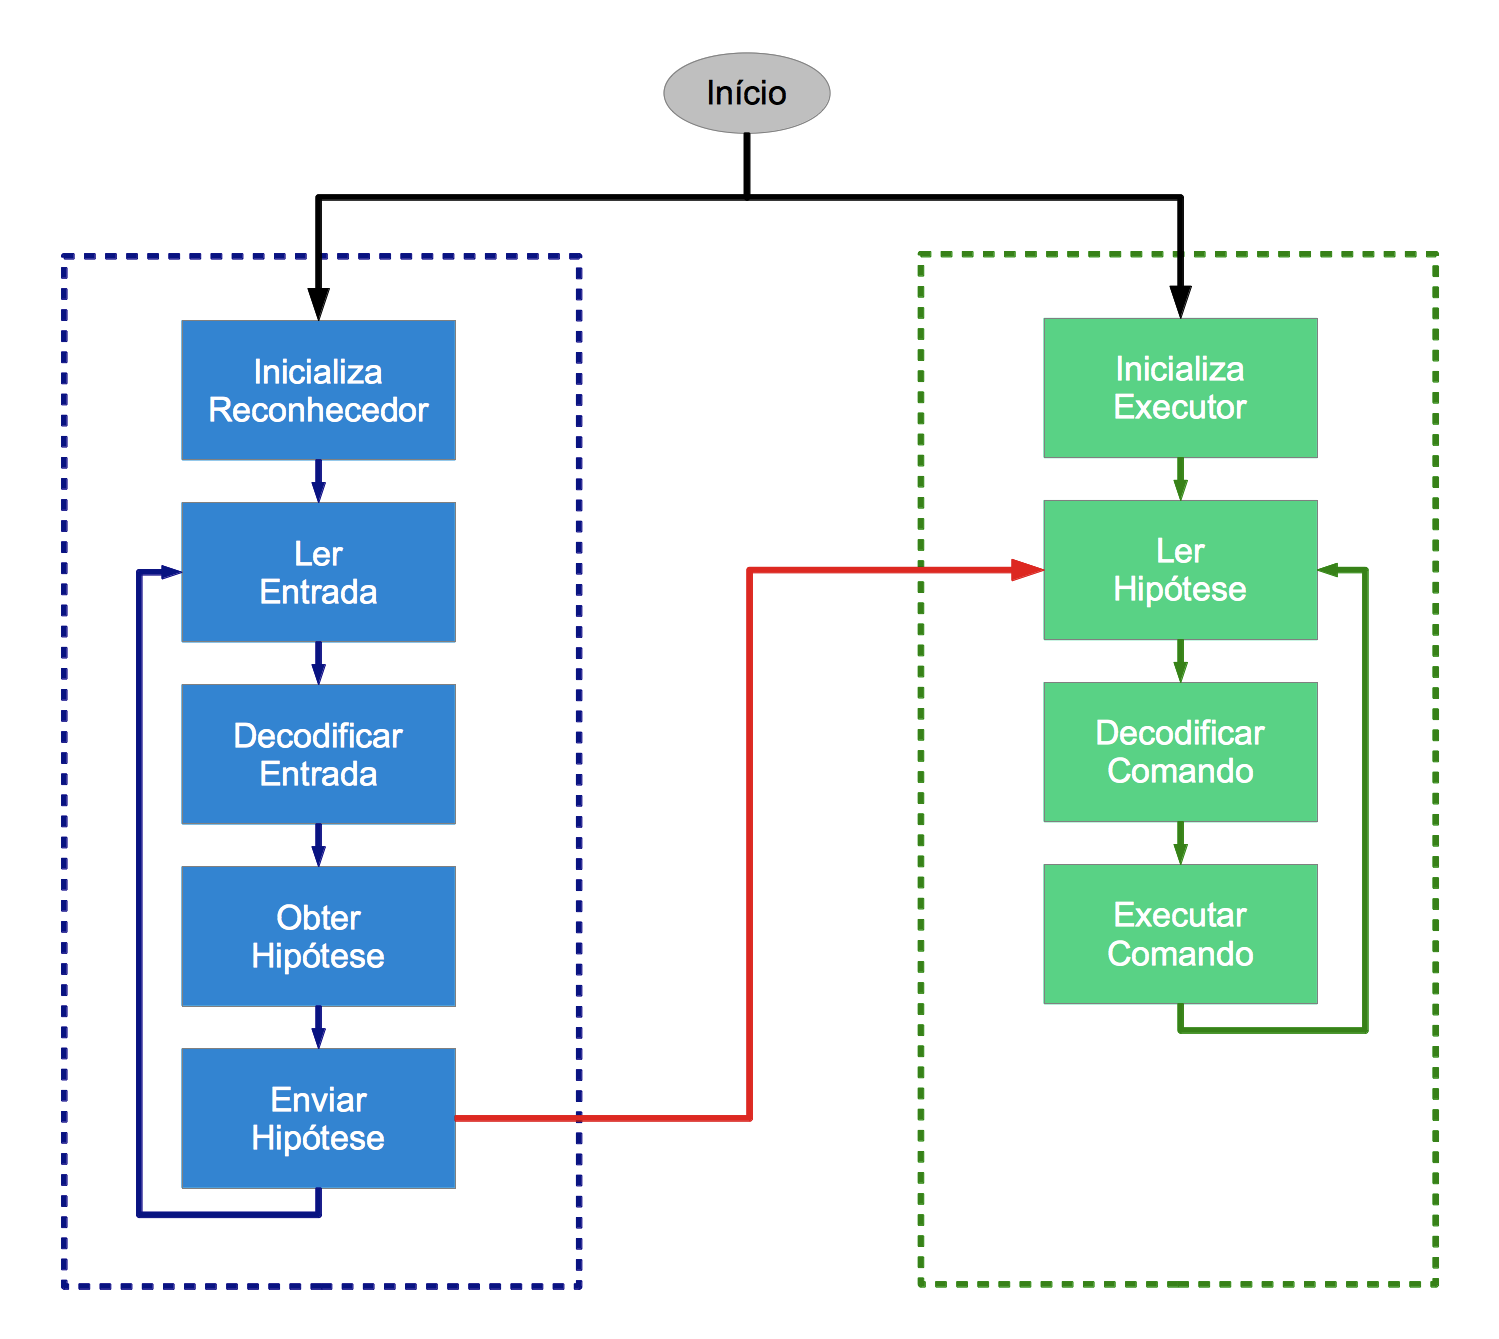 Início
Inicializa
Reconhecedor
Ler
Entrada
Decodificar
Entrada
Obter
Hipótese
Enviar
Hipótese
Inicializa
Executor
Ler
Hipótese
Decodificar
Comando
Executar
Comando